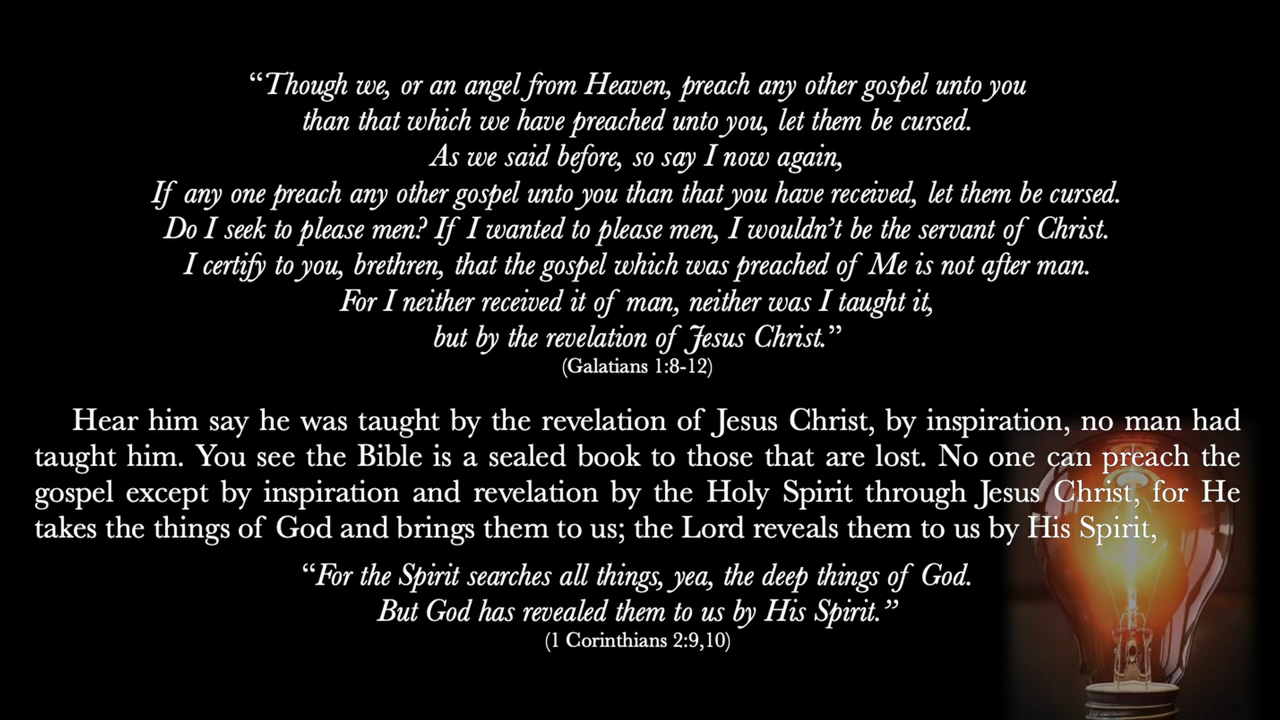 “Though we, or an angel from Heaven, preach any other gospel unto you
than that which we have preached unto you, let them be cursed.
As we said before, so say I now again,
If any one preach any other gospel unto you than that you have received, let them be cursed.
Do I seek to please men? If I wanted to please men, I wouldn’t be the servant of Christ.
I certify to you, brethren, that the gospel which was preached of Me is not after man.
For I neither received it of man, neither was I taught it,
but by the revelation of Jesus Christ.”
(Galatians 1:8-12)
Hear him say he was taught by the revelation of Jesus Christ, by inspiration, no man had
taught him. You see the Bible is a sealed book to those that are lost. No one can preach the
gospel except by inspiration and revelation by the Holy Spirit through Jesus Christ, for He
takes the things of God and brings them to us; the Lord reveals them to us by His Spirit,
“For the Spirit searches all things, yea, the deep things of God.
But God has revealed them to us by His Spirit.”
(1 Corinthians 2:9,10)